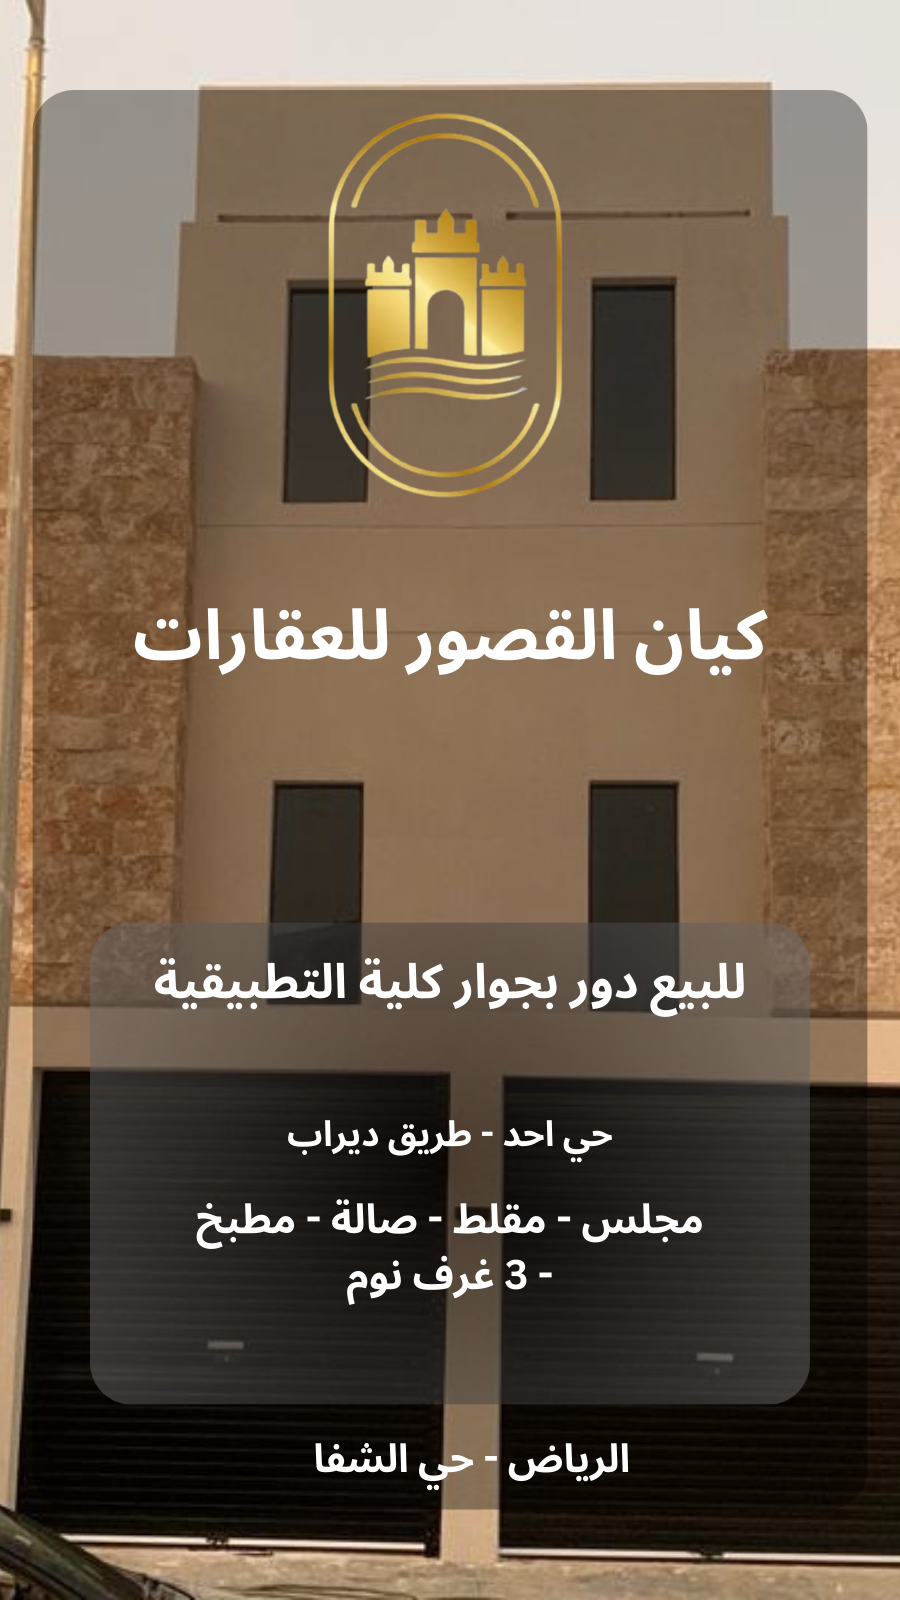 كيان القصور للعقارات
للبيع دور بجوار كلية التطبيقية
حي احد - طريق ديراب
مجلس - مقلط - صالة - مطبخ
- 3 غرف نوم
الرياض - حي الشفا